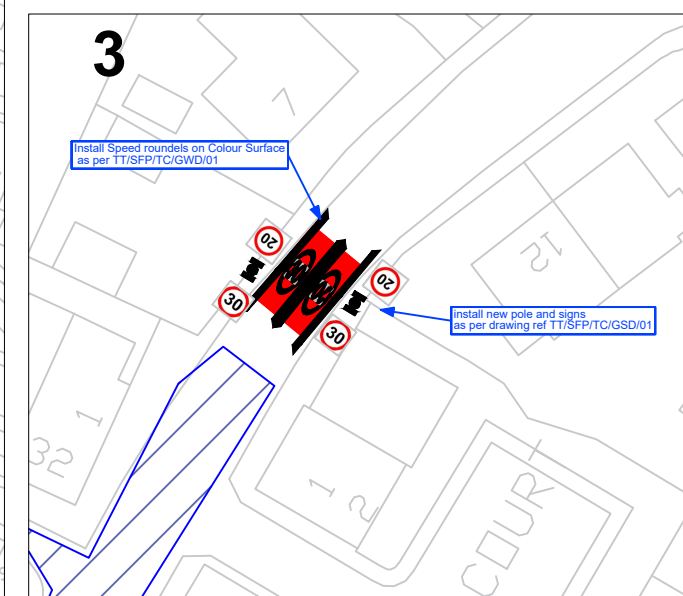 3
7
Install Speed roundels on Colour Surface
as per TT/SFP/TC/GWD/01
20
20
12
30
30
install new pole and signs
as per drawing ref TT/SFP/TC/GSD/01
32
1
1
2